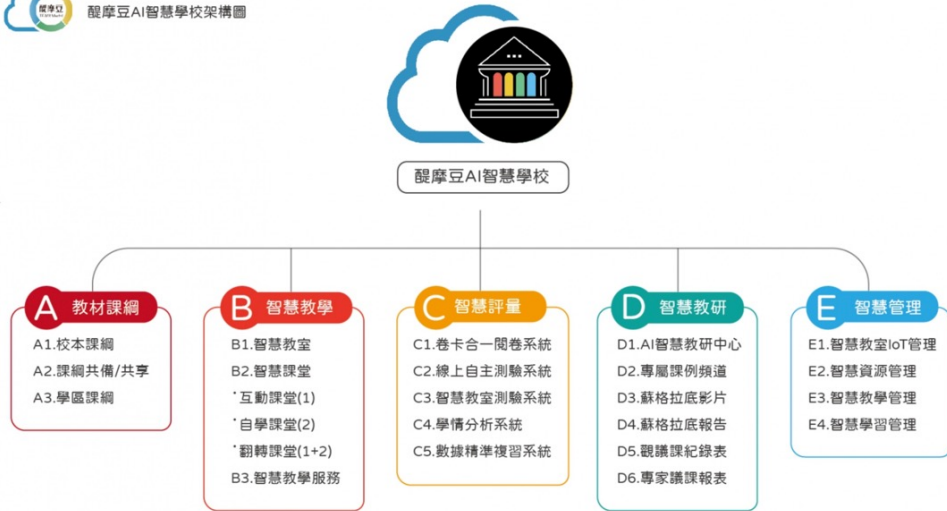 醍摩豆
醍摩豆AI智慧學校架構圖
醍摩豆AI智慧學校
A 教材課綱
A1.校本課綱
A2.課綱共備/共享
A3.學區課綱
B 智慧教學
B1.智慧教室
B2.智慧課堂
˙互動課堂(1)
˙自學課堂(2)
˙翻轉課堂(1+2)
B3.智慧教學服務
C 智慧評量
C1.卷卡合一閱卷系統
C2.線上自主測驗系統
C3.智慧教室測驗系統
C4.學情分析系統
C5.數據精準複習系統
D 智慧教研
D1.AI智慧教研中心
D2.專屬課例頻道
D3.蘇格拉底影片
D4.蘇格拉底報告
D5.觀議課紀錄表
D6.專家議課報表
E 智慧管理
E1.智慧教室IoT管理
E2.智慧資源管理
E3.智慧教學管理
E4.智慧學習管理